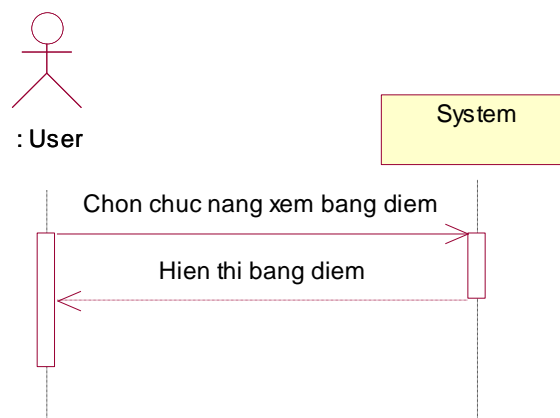 : User
System
Chon chuc nang xem bang diem
Hien thi bang diem